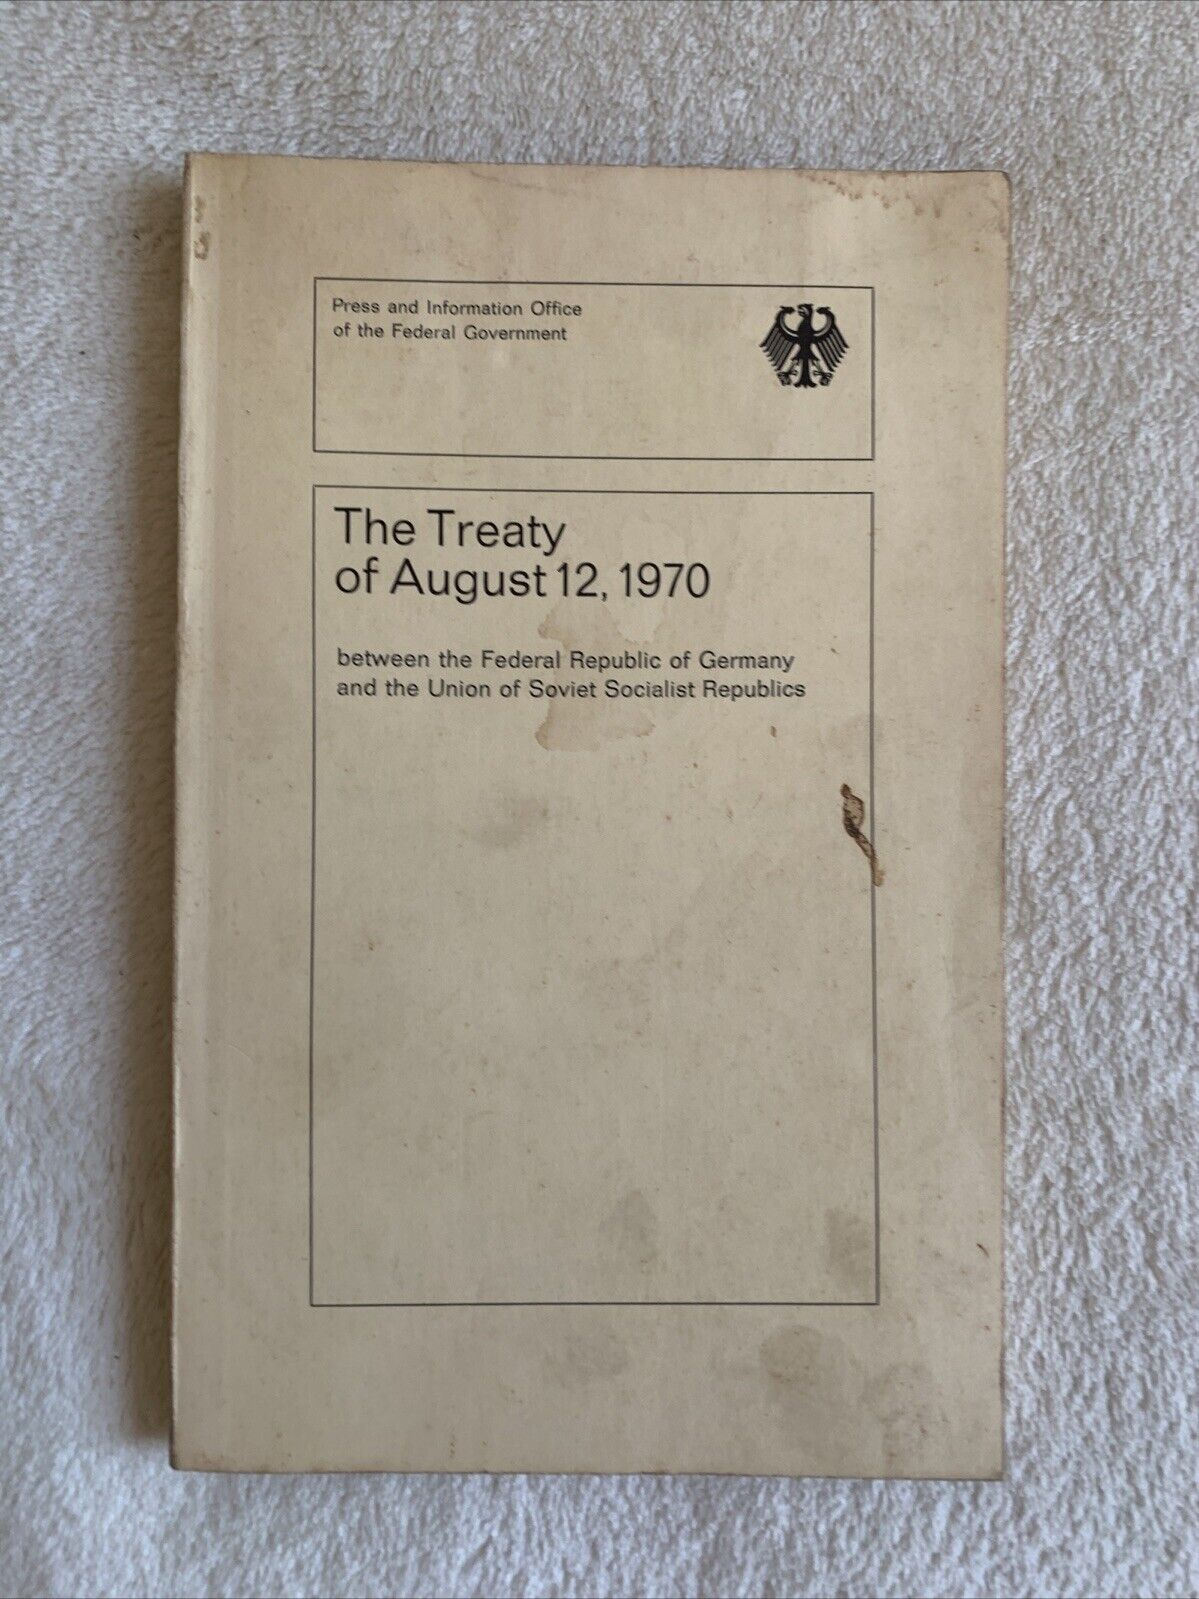 Press and Information Office
of the Federal Government
The Treaty
of August 12, 1970
between the Federal Republic of Germany
and the Union of Soviet Socialist Republics